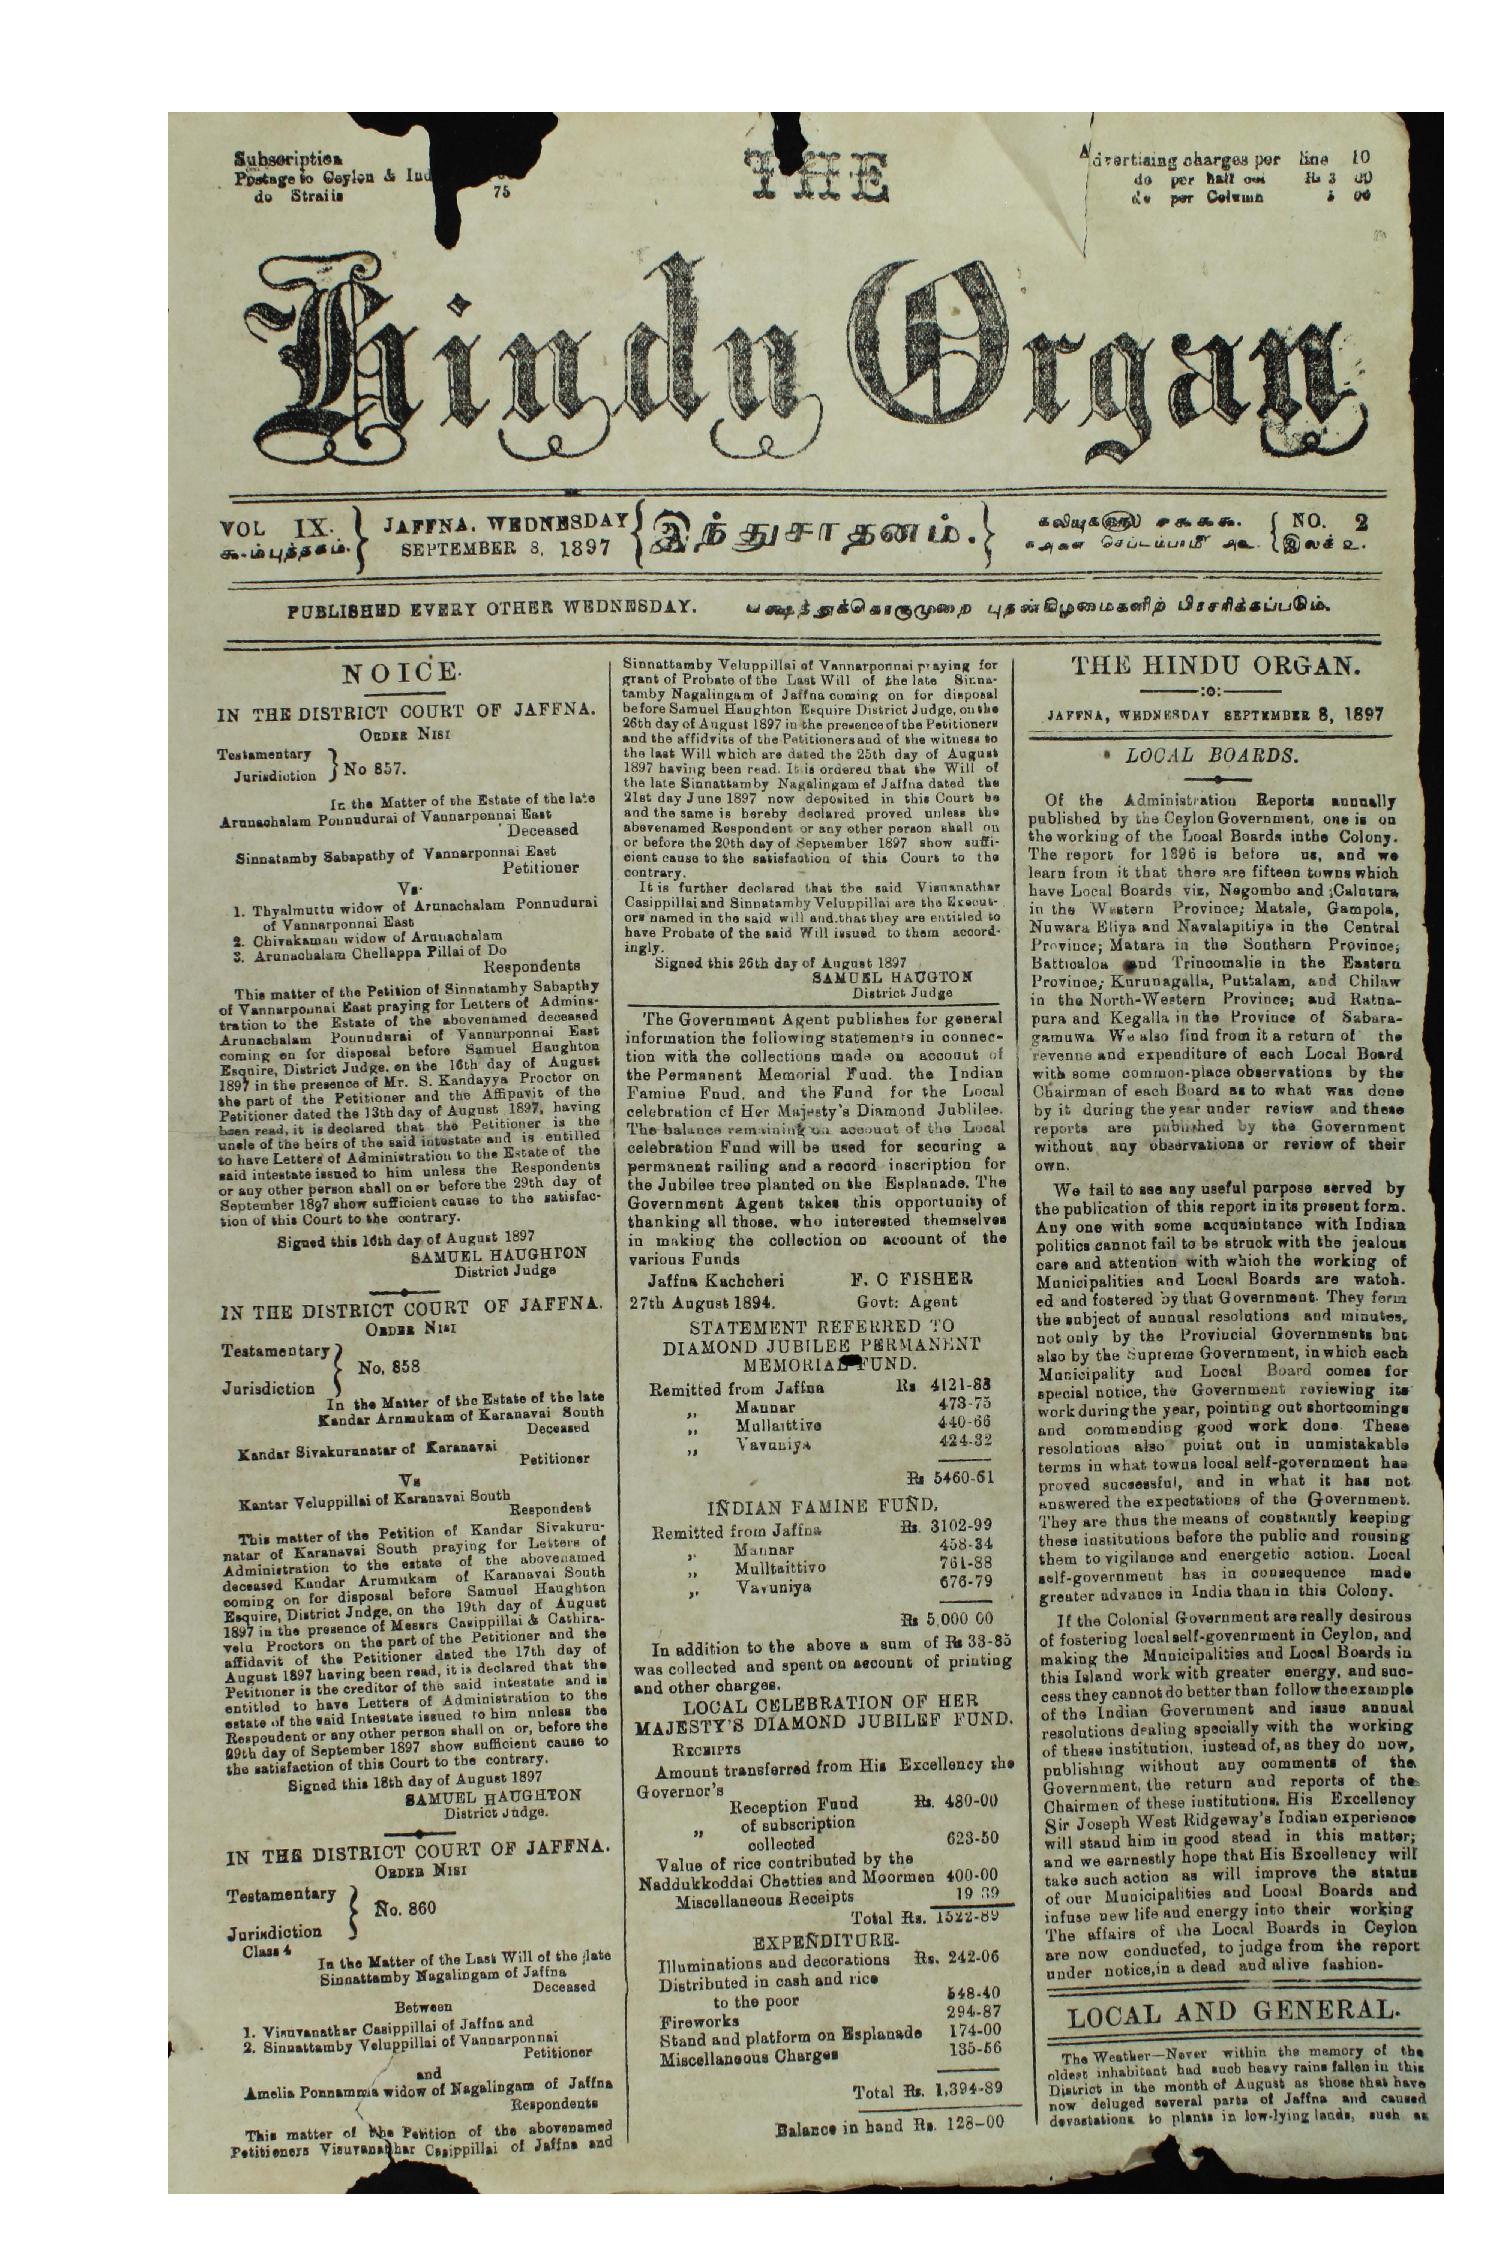 Subscription
Postage to Ceylon & Ind
do Straits 75
THE
Advertising charges per line 10
do per half col Rs 3 00
do per Column 5 00
Hindu Organ
VOL IX.
JAFFNA, WEDNESDAY
SEPTEMBER 8, 1897
இந்துசாதனம்.
NO. 2
இலக் ௨.
PUBLISHED EVERY OTHER WEDNESDAY.
பக்ஷத்துக்கொருமுறை புதன்கிழமைகளிற் பிரசரிக்கப்படும்.
NOICE.
IN THE DISTRICT COURT OF JAFFNA.
ORDER NISI
Testamentary
Jurisdiction
No 857.
In the Matter of the Estate of the late
Arunachalam Ponnudurai of Vannarponnai East
Deceased
Sinnatamby Sabapathy of Vannarponnai East
Petitioner
Vs.
1. Thyalmuttu widow of Arunachalam Ponnudurai
of Vannarponnai East
2. Chivakaman widow of Arunachalam
3. Arunachalam Chellappa Pillai of Do
Respondents
This matter of the Petition of Sinnatamby Sabapthy
of Vannarponnai East praying for Letters of Admins-
tration to the Estate of the abovenamed deceased
Arunachalam Ponnudurai of Vannarponnai East
coming on for disposal before Samuel Haughton
Esquire, District Judge, on the 16th day of August
1897 in the presence of Mr. S. Kandayya Proctor on
the part of the Petitioner and the Affipavit of the
Petitioner dated the 13th day of August 1897, having
been read, it is declared that the Petitioner is the
uncle of the heirs of the said intestate and is entilled
to have Letters of Administration to the Estate of the
said intestate issued to him unless the Respondents
or any other person shall on or before the 29th day of
September 1897 show sufficient cause to the satisfac-
tion of this Court to the contrary.
Signed this 16th day of August 1897
SAMUEL HAUGHTON
District Judge
IN THE DISTRICT COURT OF JAFFNA.
ORDER NISI
Testamentary
Jurisdiction
No, 858
In the Matter of the Estate of the late
Kandar Arnmukam of Karanavai South
Deceased
Kandar Sivakurunatar of Karanavai
Petitioner
Vs
Kantar Veluppillai of Karanavai South
Respondent
This matter of the Petition of Kandar Sivakuru-
natar of Karanavai South praying for Letters of
Administration to the estate of the abovenamed
deceased Kandar Arumukam of Karanavai South
coming on for disposal before Samuel Haughton
Esquire, District Judge, on the 19th day of August
1897 in the presence of Messrs Casippillai & Cathira-
velu Proctors on the part of the Petitioner and the
affidavit of the Petitioner dated the 17th day of
August 1897 having been read, it is declared that the
Petitioner is the creditor of the said intestate and is
entitled to have Letters of Administration to the
estate of the said Intestate issued to him unless the
Respondent or any other person shall on or, before the
29th day of September 1897 show sufficient cause to
the satisfaction of this Court to the contrary.
Signed this 18th day of August 1897
SAMUEL HAUGHTON
District Judge.
IN THE DISTRICT COURT OF JAFFNA.
ORDER NISI
Testamentary
Jurisdiction
Class 4
No. 860
In the Matter of the Last Will of the late
Sinnattamby Nagalingam of Jaffna
Deceased
Between
1. Visuvanathar Casippillai of Jaffna and
2. Sinnattamby Veluppillai of Vannarponnai
Petitioner
and
Amelia Ponnammia widow of Nagalingam of Jaffna
Respondents
This matter of the Petition of the abovenamed
Petitioners Visuvanathar Casippillai of Jaffna and
Sinnattamby Veluppillai of Vannarponnai praying for
grant of Probate of the Last Will of the late Sinna-
tamby Nagalingam of Jaffna coming on for disposal
before Samuel Haughton Esquire District Judge, on the
26th day of August 1897 in the presence of the Petitioners
and the affidvits of the Petitioners and of the witness to
the last Will which are dated the 25th day of August
1897 having been read. It is ordered that the Will of
the late Sinnattamby Nagalingam of Jaffna dated the
21st day June 1897 now deposited in this Court be
and the same is hereby declared proved unless the
abovenamed Respondent or any other person shall on
or before the 20th day of September 1897 show suffi-
cient cause to the satisfaction of this Court to the
contrary.
It is further declared that the said Visuanathar
Casippillai and Sinnatamby Veluppillai are the Execut-
ors named in the said will and that they are entitled to
have Probate of the said Will issued to them accord-
ingly.
Signed this 26th day of August 1897
SAMUEL HAUGTON
District Judge
The Government Agent publishes for general
information the following statements in connec-
tion with the collections made on account of
the Permanent Memorial Fund, the Indian
Famine Foud, and the Fund for the Local
celebration of Her Majesty's Diamond Jublilee.
The balance remaining on account of the Local
celebration Fund will be used for securing a
permanent railing and a record inscription for
the Jubilee tree planted on the Esplanade. The
Government Agent takes this opportunity of
thanking all those, who interested themselves
in making the collection on account of the
various Funds
Jaffna Kachcheri F. C FISHER
27th August 1894. Govt: Agent
STATEMENT REFERRED TO
DIAMOND JUBILEE PERMANENT
MEMORIAL FUND.
Remitted from Jaffna Rs 4121-88
„ Mannar 473-75
„ Mullaittive 440-66
„ Vavuniya 424-32
Rs 5460-61
INDIAN FAMINE FUND,
Remitted from Jaffna Rs. 3102-99
„ Mannar 458-34
„ Mulltaittivo 761-88
„ Vavuniya 676-79
Rs 5,000 00
In addition to the above a sum of Rs 33-85
was collected and spent on account of printing
and other charges.
LOCAL CELEBRATION OF HER
MAJESTY'S DIAMOND JUBILEF FUND.
RECEIPTS
Amount transferred from His Excellency the
Governor's
Reception Fund Rs. 480-00
„ of subscription
collected 623-50
Value of rice contributed by the
Naddukkoddai Chetties and Moormen 400-00
Miscellaneous Receipts 19 39
Total Rs. 1522-89
EXPENDITURE.
Illuminations and decorations Rs. 242-06
Distributed in cash and rice
to the poor 548-40
Fireworks 294-87
Stand and platform on Esplanade 174-00
Miscellaneous Charges 135-56
Total Rs. 1,394-89
Balance in hand Rs. 128-00
THE HINDU ORGAN.
JAFFNA, WEDNESDAY SEPTEMBER 8, 1897
LOCAL BOARDS.
Of the Administration Reports annually
published by the Ceylon Government, one is on
the working of the Local Boards inthe Colony.
The report for 1896 is before us, and we
learn from it that there are fifteen towns which
have Local Boards viz, Negombo and Calutara
in the Western Province; Matale, Gampola,
Nuwara Eliya and Navalapitiya in the Central
Province; Matara in the Southern Province;
Batticaloa and Trincomalie in the Eastern
Province; Kurunagalla, Puttalam, and Chilaw
in the North-Western Province; and Ratna-
pura and Kegalla in the Province of Sabara-
gamuwa We also find from it a return of the
revenue and expenditure of each Local Board
with some common-place observations by the
Chairman of each Board as to what was done
by it during the year under review and these
reports are published by the Government
without any observations or review of their
own.
We fail to see any useful purpose served by
the publication of this report in its present form.
Any one with some acquaintance with Indian
politics cannot fail to be struck with the jealous
care and attention with which the working of
Municipalities and Local Boards are watch.
ed and fostered by that Government. They form
the subject of annual resolutions and minutes,
not only by the Provincial Governments but
also by the Supreme Government, in which each
Municipality and Local Board comes for
special notice, the Government reviewing its
work during the year, pointing out shortcomings
and commending good work done. These
resolutions also point out in unmistakable
terms in what towns local self-government has
proved successful, and in what it has not
answered the expectations of the Government.
They are thus the means of constantly keeping
these institutions before the public and rousing
them to vigilance and energetic action. Local
self-government has in consequence made
greater advance in India than in this Colony.
If the Colonial Government are really desirous
of fostering local self-govenrment in Ceylon, and
making the Municipalities and Local Boards in
this Island work with greater energy, and suc-
cess they cannot do better than follow the example
of the Indian Government and issue annual
resolutions dealing specially with the working
of these institution, instead of, as they do now,
publishing without any comments of the
Government, the return and reports of the
Chairmen of these institutions. His Excellency
Sir Joseph West Ridgeway's Indian experience
will stand him in good stead in this matter;
and we earnestly hope that His Excellency will
take such action as will improve the status
of our Municipalities and Local Boards and
infuse new life and energy into their working
The affairs of the Local Boards in Ceylon
are now conducted, to judge from the report
under notice, in a dead and alive fashion.
LOCAL AND GENERAL.
The Weather—Never within the memory of the
oldest inhabitant had such heavy rains fallen in this
District in the month of August as those that have
now deluged several parts of Jaffna and caused
devastations to plants in low-lying lands, such as